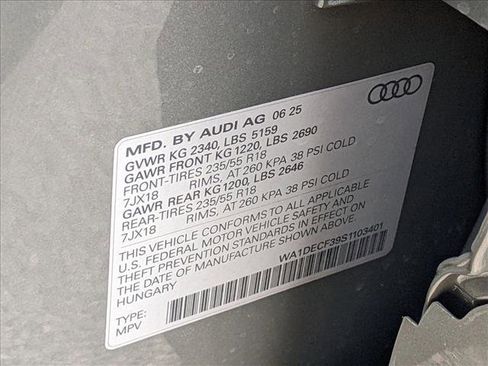 MFD. BY AUDI AG 06 25
GVWR KG 2340, LBS 5159
GAWR FRONT KG 1220, LBS 2690
FRONT-TIRES 235/55 R18
7JX18 RIMS, AT 260 KPA 38 PSI COLD
GAWR REAR KG1200, LBS 2646
REAR-TIRES 235/55 R18
7JX18 RIMS, AT 260 KPA 38 PSI COLD
THIS VEHICLE CONFORMS TO ALL APPLICABLE
U.S. FEDERAL MOTOR VEHICLE SAFETY AND
THEFT PREVENTION STANDARDS IN EFFECT ON
THE DATE OF MANUFACTURE SHOWN ABOVE.
HUNGARY
WA1DECF39S1103401
TYPE:
MPV